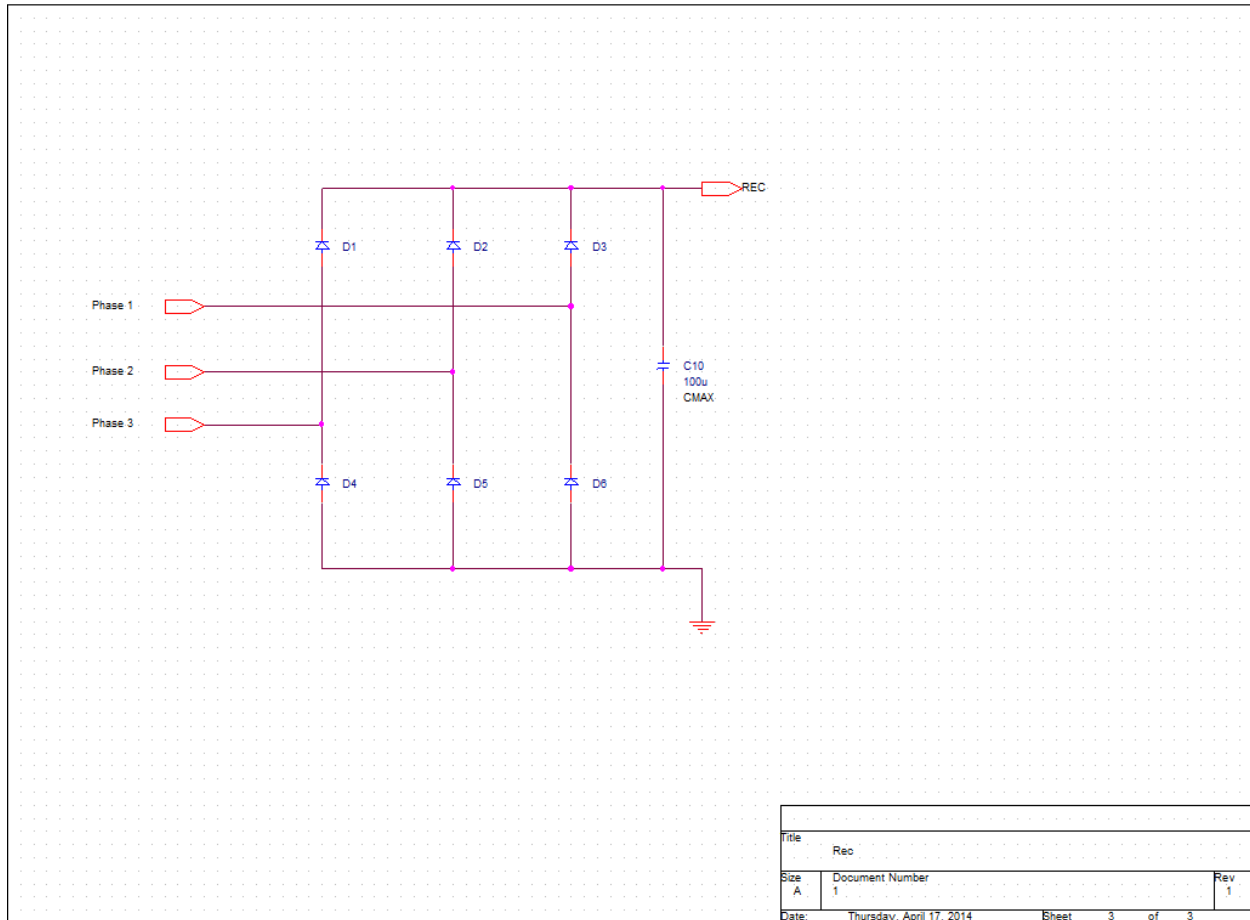 REC
D1
D2
D3
Phase 1
Phase 2
C10
100u
CMAX
Phase 3
D4
D5
D6
Title
Rec
Size
A
Document Number
1
Rev
1
Date:
Thursday, April 17, 2014
Sheet 3 of 3